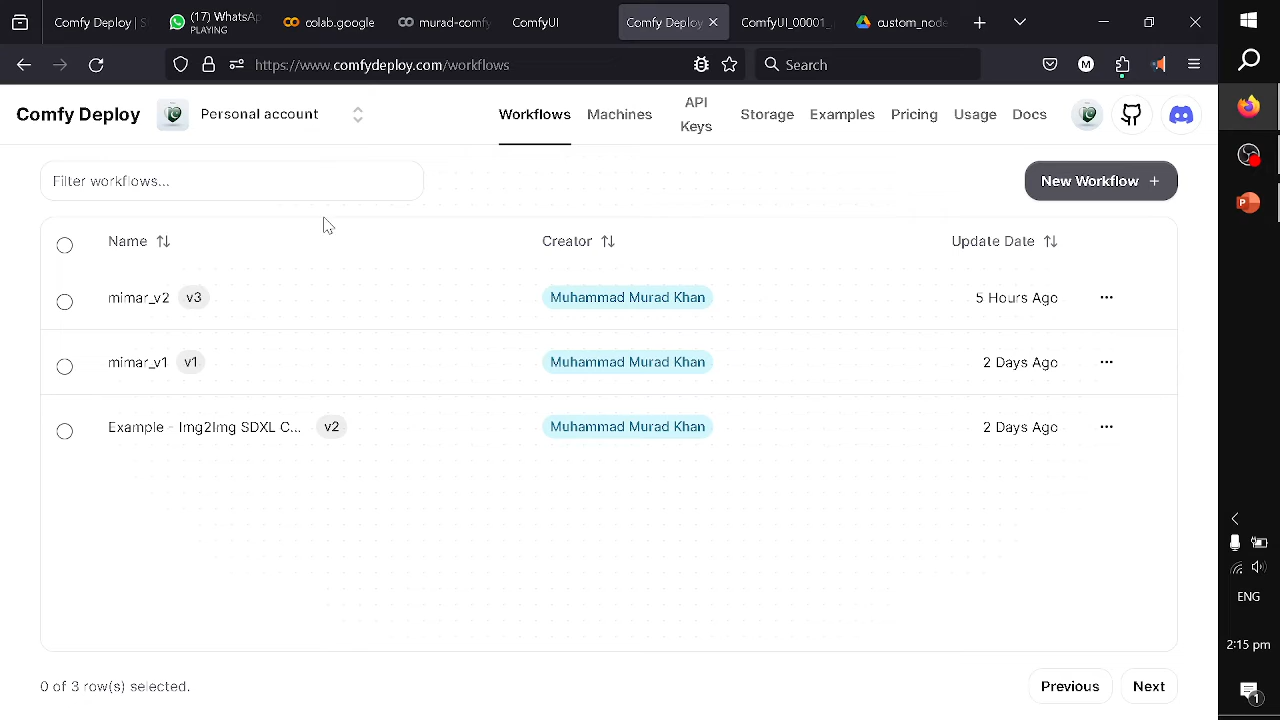 Comfy Deploy | S
(17) WhatsAp
PLAYING
colab.google
murad-comfy
ComfyUI
Comfy Deploy
ComfyUI_00001_
custom_node
https://www.comfydeploy.com/workflows
Search
M
Comfy Deploy
Personal account
Workflows
Machines
API
Keys
Storage
Examples
Pricing
Usage
Docs
Filter workflows...
New Workflow +
Name
Creator
Update Date
mimar_v2 v3
Muhammad Murad Khan
5 Hours Ago
mimar_v1 v1
Muhammad Murad Khan
2 Days Ago
Example - Img2Img SDXL C... v2
Muhammad Murad Khan
2 Days Ago
0 of 3 row(s) selected.
Previous
Next
P
ENG
2:15 pm
1